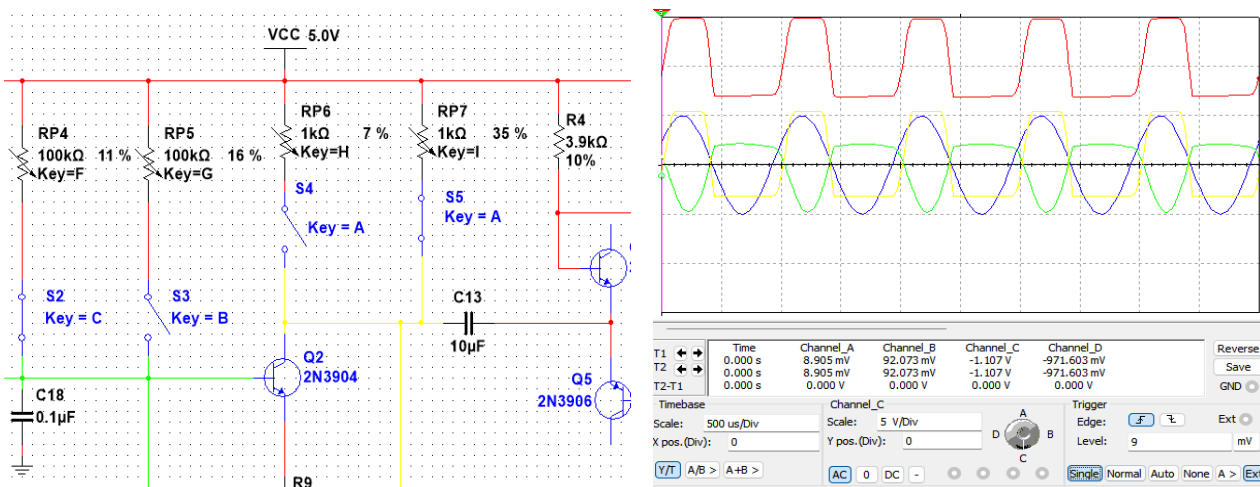 VCC 5.0V
RP4
100kΩ 11 %
Key=F
RP5
100kΩ 16 %
Key=G
RP6
1kΩ 7 %
Key=H
RP7
1kΩ 35 %
Key=I
R4
3.9kΩ
10%
S4
Key = A
S5
Key = A
S2
Key = C
S3
Key = B
C13
10µF
Q2
2N3904
Q5
2N3906
C18
0.1µF
R9
T1
T2
T2-T1
Time Channel_A Channel_B Channel_C Channel_D
0.000 s 8.905 mV 92.073 mV -1.107 V -971.603 mV
0.000 s 8.905 mV 92.073 mV -1.107 V -971.603 mV
0.000 s 0.000 V 0.000 V 0.000 V 0.000 V
Reverse
Save
GND
Timebase
Scale: 500 us/Div
X pos.(Div): 0
Y/T A/B > A+B >
Channel_C
Scale: 5 V/Div
Y pos.(Div): 0
AC 0 DC -
A
B
C
D
Trigger
Edge: Ext
Level: 9 mV
Single Normal Auto None A > Ext